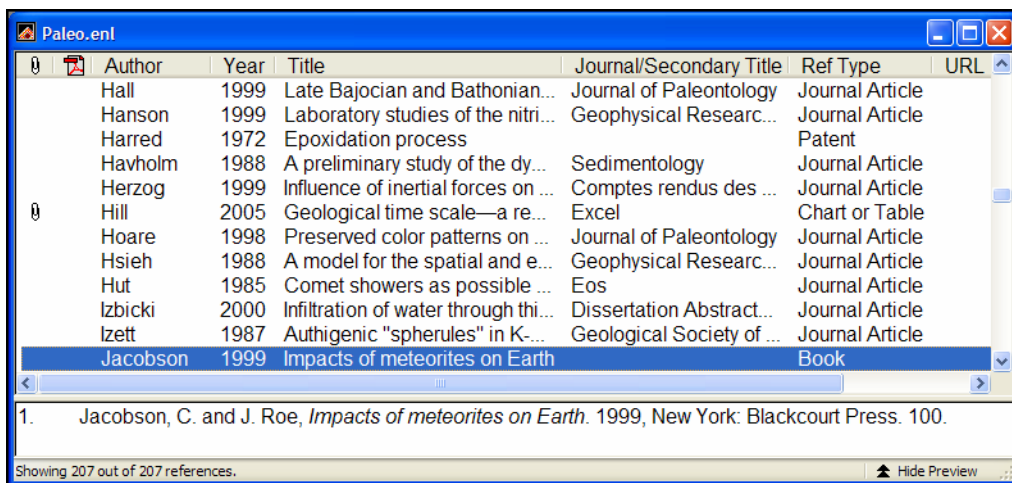 Paleo.enl
Author Year Title Journal/Secondary Title Ref Type URL
Hall 1999 Late Bajocian and Bathonian... Journal of Paleontology Journal Article
Hanson 1999 Laboratory studies of the nitri... Geophysical Researc... Journal Article
Harred 1972 Epoxidation process Patent
Havholm 1988 A preliminary study of the dy... Sedimentology Journal Article
Herzog 1999 Influence of inertial forces on ... Comptes rendus des ... Journal Article
Hill 2005 Geological time scale—a re... Excel Chart or Table
Hoare 1998 Preserved color patterns on ... Journal of Paleontology Journal Article
Hsieh 1988 A model for the spatial and e... Geophysical Researc... Journal Article
Hut 1985 Comet showers as possible ... Eos Journal Article
Izbicki 2000 Infiltration of water through thi... Dissertation Abstract... Journal Article
Izett 1987 Authigenic "spherules" in K-... Geological Society of ... Journal Article
Jacobson 1999 Impacts of meteorites on Earth Book
1. Jacobson, C. and J. Roe, Impacts of meteorites on Earth. 1999, New York: Blackcourt Press. 100.
Showing 207 out of 207 references. Hide Preview